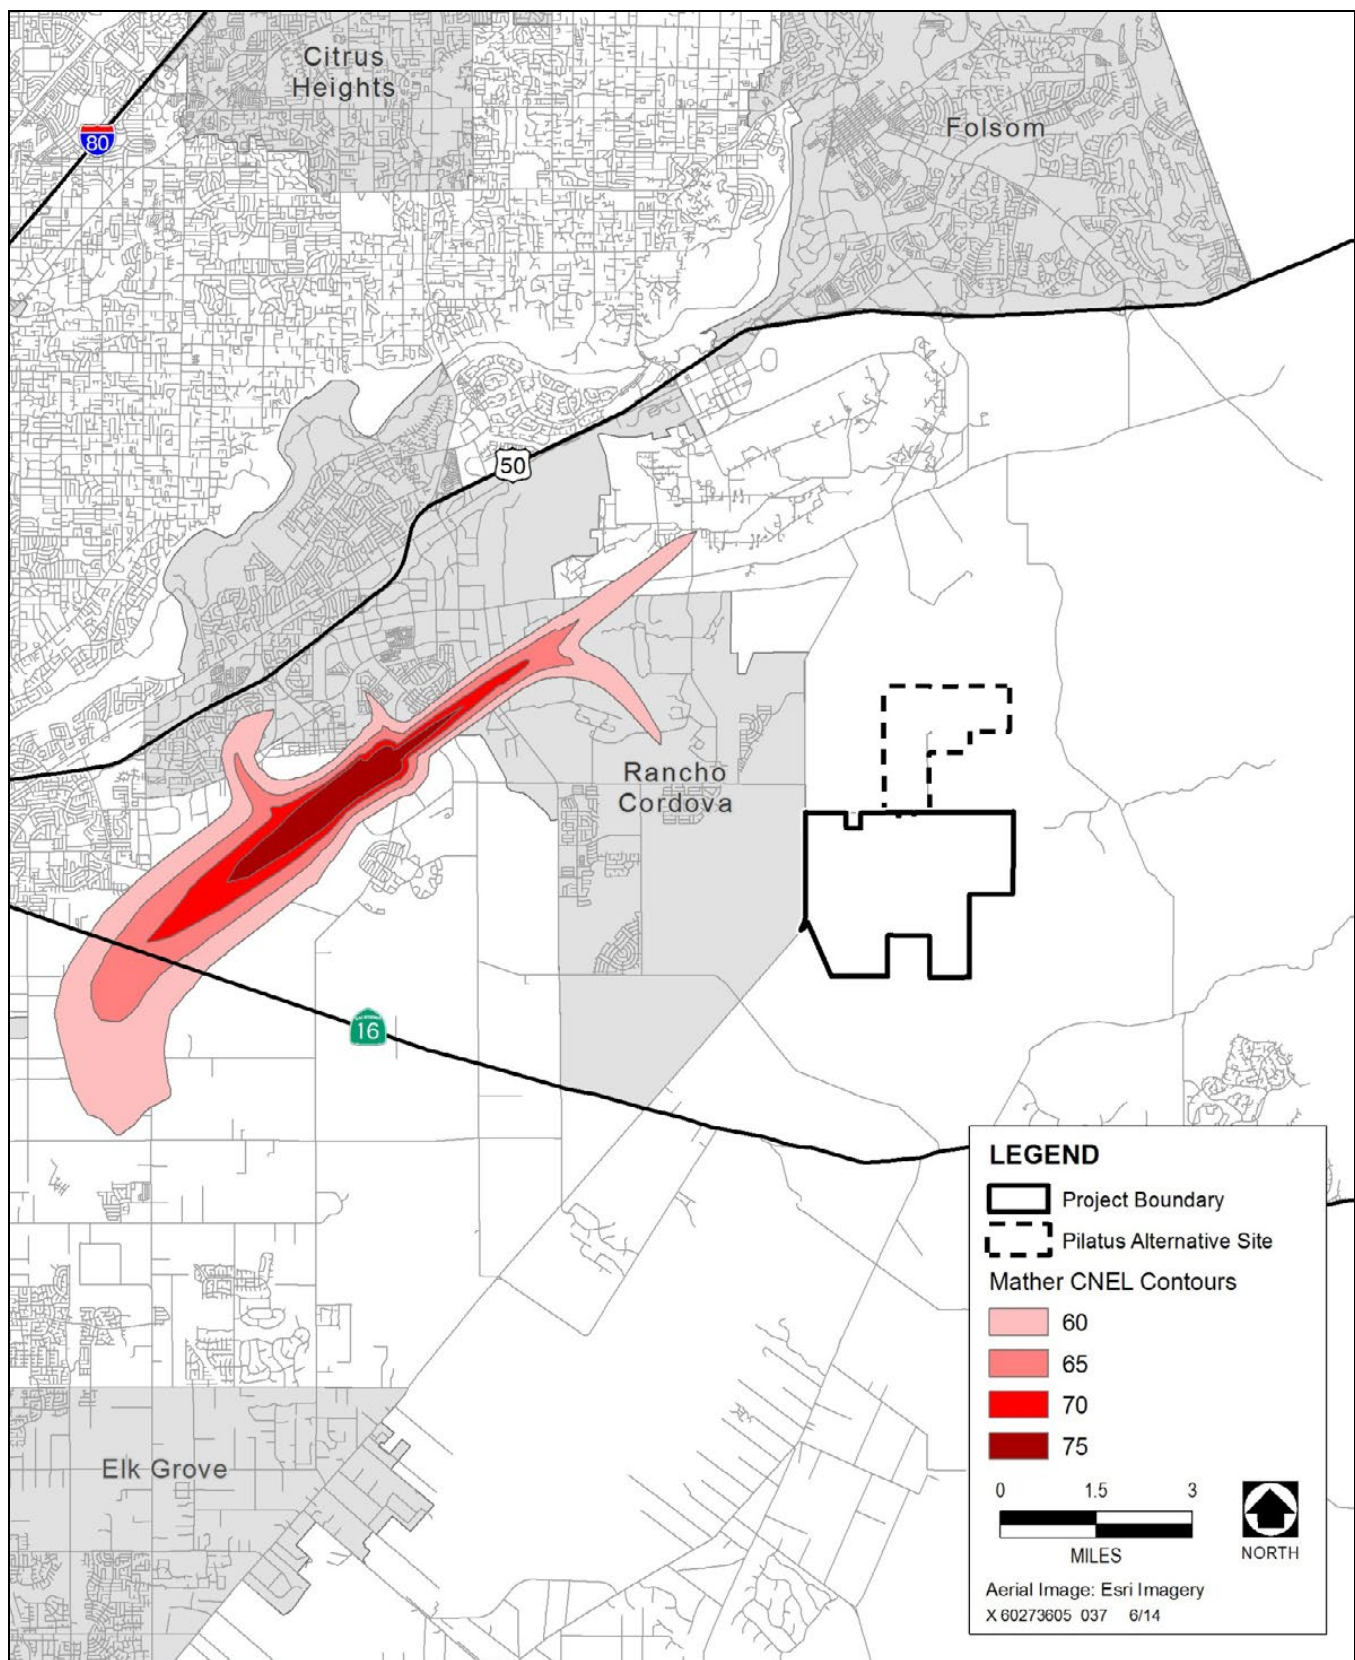 Citrus
Heights
Folsom
80
50
Rancho
Cordova
16
Elk Grove
LEGEND
Project Boundary
Pilatus Alternative Site
Mather CNEL Contours
60
65
70
75
0 1.5 3
MILES
NORTH
Aerial Image: Esri Imagery
X 60273605 037 6/14